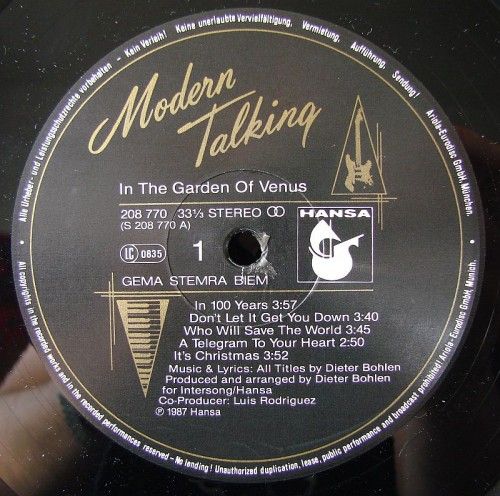 Alle Urheber- und Leistungsschutzrechte vorbehalten - Kein Verleih! - Keine unerlaubte Vervielfältigung, Vermietung, Aufführung, Sendung! - Ariola-Eurodisc GmbH, München.
Modern
Talking
In The Garden Of Venus
208 770 33⅓ STEREO
(S 208 770 A)
HANSA
LC 0835
1
GEMA STEMRA BIEM
In 100 Years 3:57
Don't Let It Get You Down 3:40
Who Will Save The World 3:45
A Telegram To Your Heart 2:50
It's Christmas 3:52
Music & Lyrics: All Titles by Dieter Bohlen
Produced and arranged by Dieter Bohlen
for Intersong/Hansa
Co-Producer: Luis Rodriguez
℗ 1987 Hansa
All copyrights in the recorded works and in the recorded performances reserved - No lending! Unauthorized duplication, lease, public performance and broadcast prohibited! Ariola-Eurodisc GmbH, Munich.